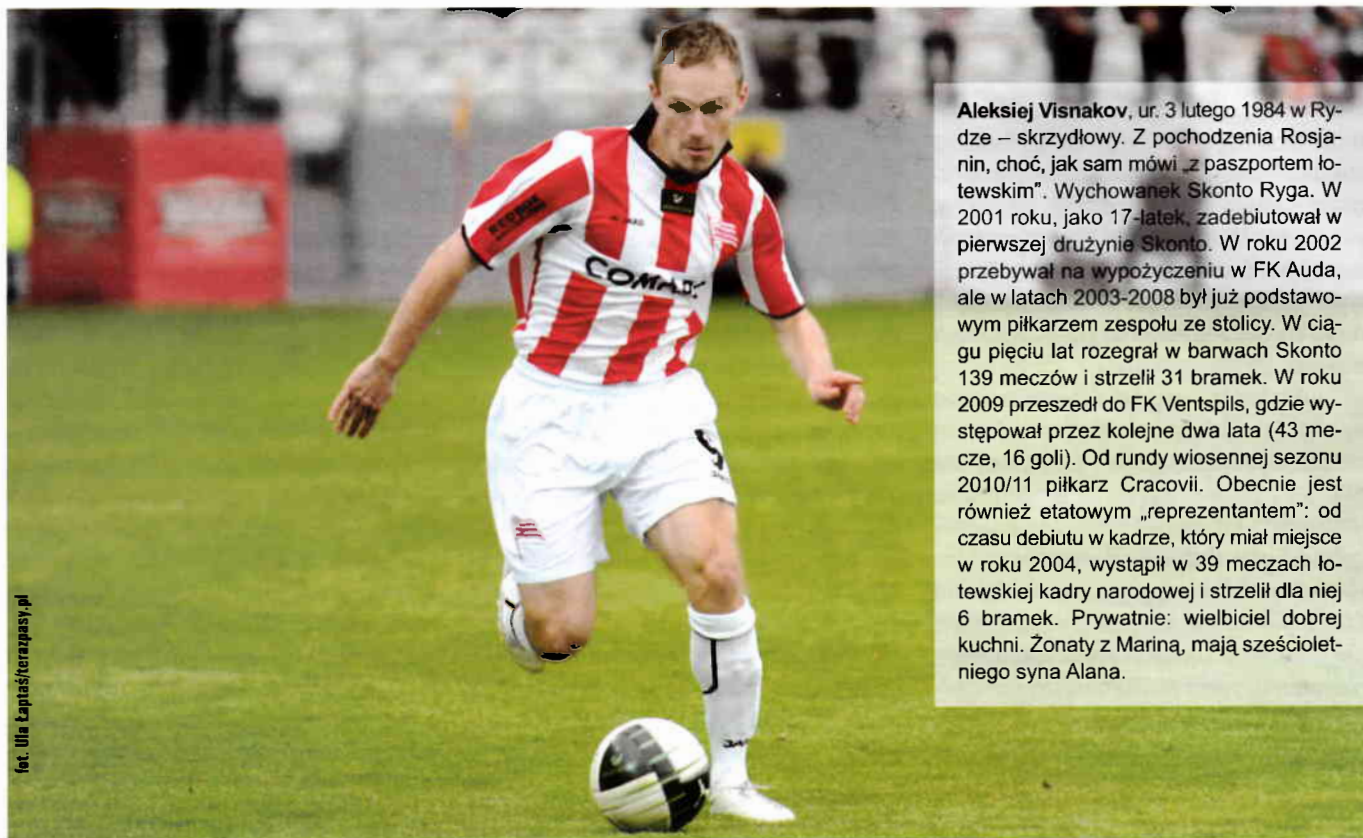 Aleksiej Visnakov, ur. 3 lutego 1984 w Ry-
dze – skrzydłowy. Z pochodzenia Rosja-
nin, choć, jak sam mówi „z paszportem ło-
tewskim”. Wychowanek Skonto Ryga. W
2001 roku, jako 17-latek, zadebiutował w
pierwszej drużynie Skonto. W roku 2002
przebywał na wypożyczeniu w FK Auda,
ale w latach 2003-2008 był już podstawo-
wym piłkarzem zespołu ze stolicy. W cią-
gu pięciu lat rozegrał w barwach Skonto
139 meczów i strzelił 31 bramek. W roku
2009 przeszedł do FK Ventspils, gdzie wy-
stępował przez kolejne dwa lata (43 me-
cze, 16 goli). Od rundy wiosennej sezonu
2010/11 piłkarz Cracovii. Obecnie jest
również etatowym „reprezentantem”: od
czasu debiutu w kadrze, który miał miejsce
w roku 2004, wystąpił w 39 meczach ło-
tewskiej kadry narodowej i strzelił dla niej
6 bramek. Prywatnie: wielbiciel dobrej
kuchni. Żonaty z Mariną, mają sześciolet-
niego syna Alana.
fot. Ula Łaptaś/terazpasy.pl